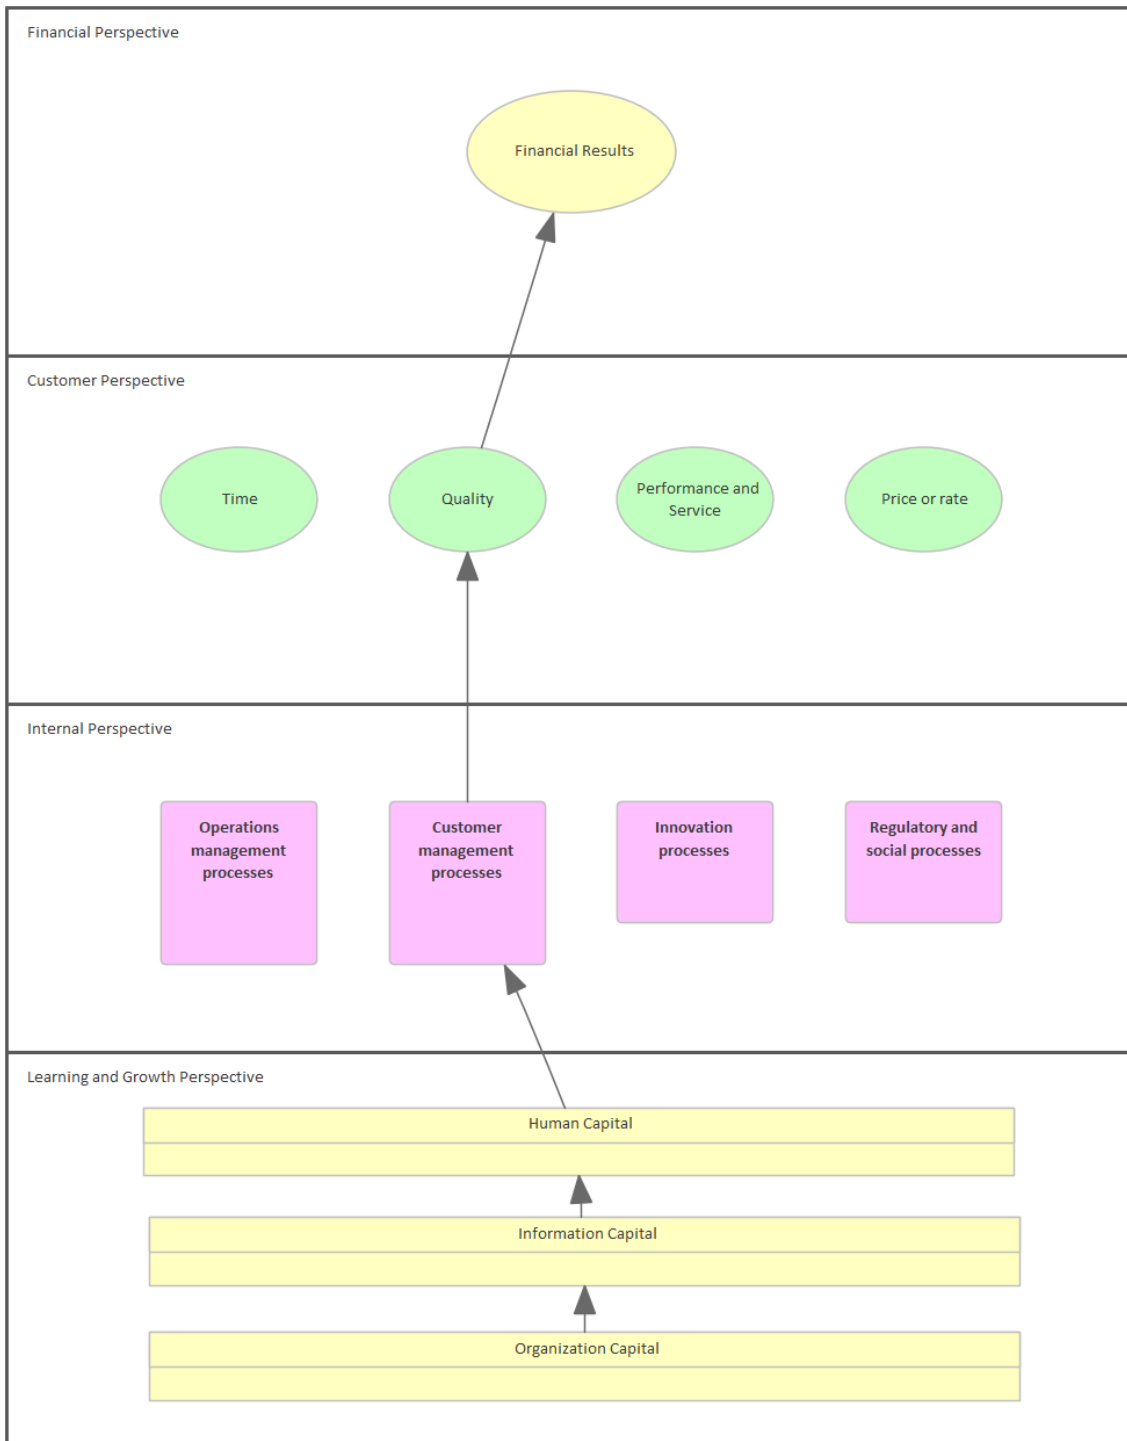 Financial Perspective
Financial Results
Customer Perspective
Time
Quality
Performance and
Service
Price or rate
Internal Perspective
Operations
management
processes
Customer
management
processes
Innovation
processes
Regulatory and
social processes
Learning and Growth Perspective
Human Capital
Information Capital
Organization Capital